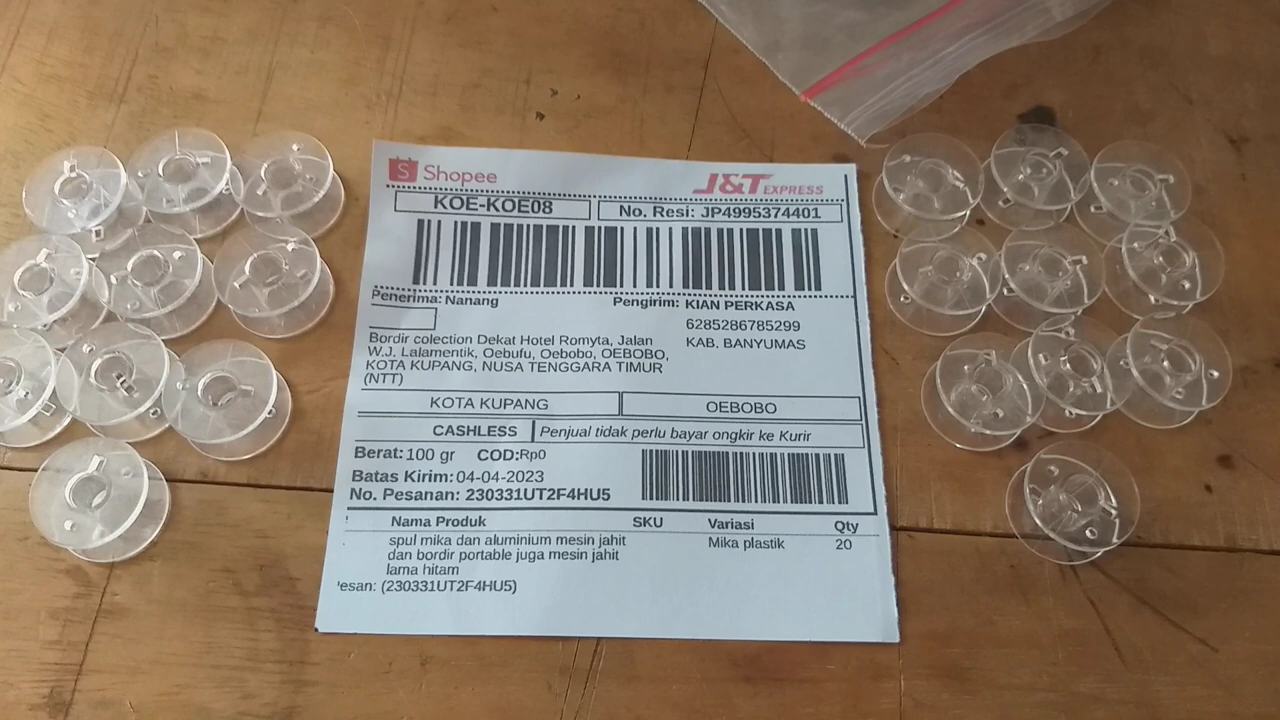 Shopee
J&T EXPRESS
KOE-KOE08
No. Resi: JP4995374401
Penerima: Nanang
Pengirim: KIAN PERKASA
6285286785299
KAB. BANYUMAS
Bordir colection Dekat Hotel Romyta, Jalan
W.J. Lalamentik, Oebufu, Oebobo, OEBOBO,
KOTA KUPANG, NUSA TENGGARA TIMUR
(NTT)
KOTA KUPANG
OEBOBO
CASHLESS
Penjual tidak perlu bayar ongkir ke Kurir
Berat: 100 gr COD:Rp0
Batas Kirim: 04-04-2023
No. Pesanan: 230331UT2F4HU5
Nama Produk SKU Variasi Qty
spul mika dan aluminium mesin jahit Mika plastik 20
dan bordir portable juga mesin jahit
lama hitam
esan: (230331UT2F4HU5)